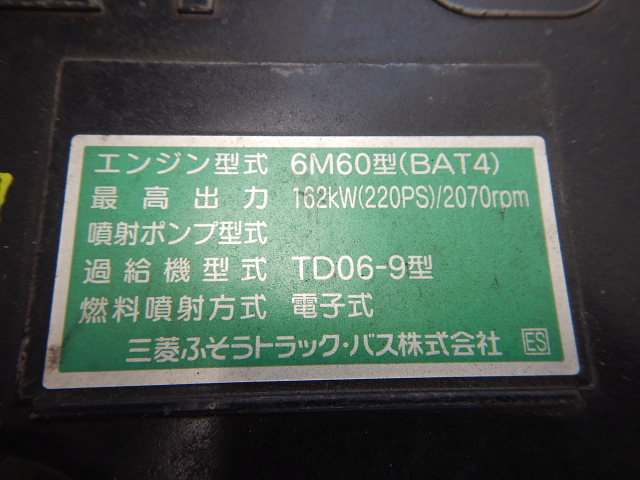 エンジン型式 6M60型(BAT4)
最高出力 162kW(220PS)/2070rpm
噴射ポンプ型式
過給機型式 TD06-9型
燃料噴射方式 電子式
三菱ふそうトラック・バス株式会社 ES